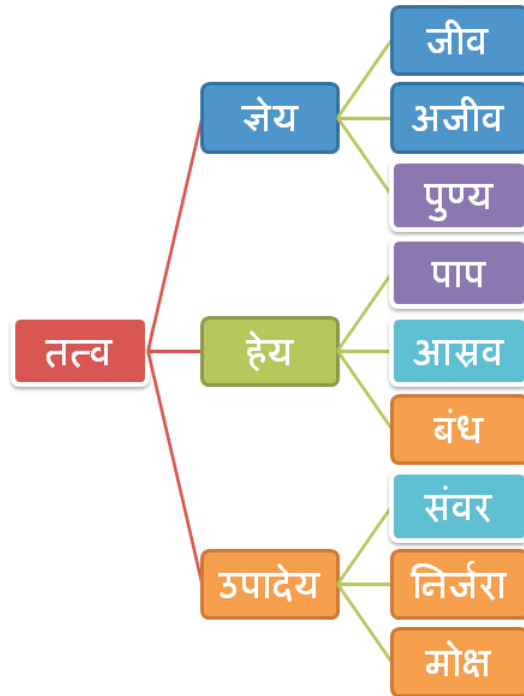 तत्व
ज्ञेय
जीव
अजीव
पुण्य
हेय
पाप
आस्रव
बंध
उपादेय
संवर
निर्जरा
मोक्ष